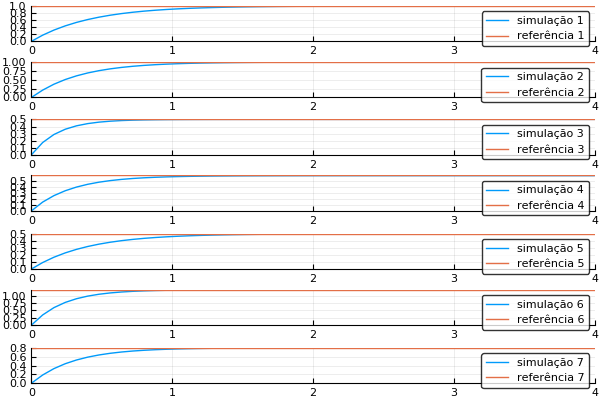 1.0
0.8
0.6
0.4
0.2
0.0
simulação 1
referência 1
0 1 2 3 4
1.00
0.75
0.50
0.25
0.00
simulação 2
referência 2
0 1 2 3 4
0.5
0.4
0.3
0.2
0.1
0.0
simulação 3
referência 3
0 1 2 3 4
0.5
0.4
0.3
0.2
0.1
0.0
simulação 4
referência 4
0 1 2 3 4
0.5
0.4
0.3
0.2
0.1
0.0
simulação 5
referência 5
0 1 2 3 4
1.00
0.75
0.50
0.25
0.00
simulação 6
referência 6
0 1 2 3 4
0.8
0.6
0.4
0.2
0.0
simulação 7
referência 7
0 1 2 3 4